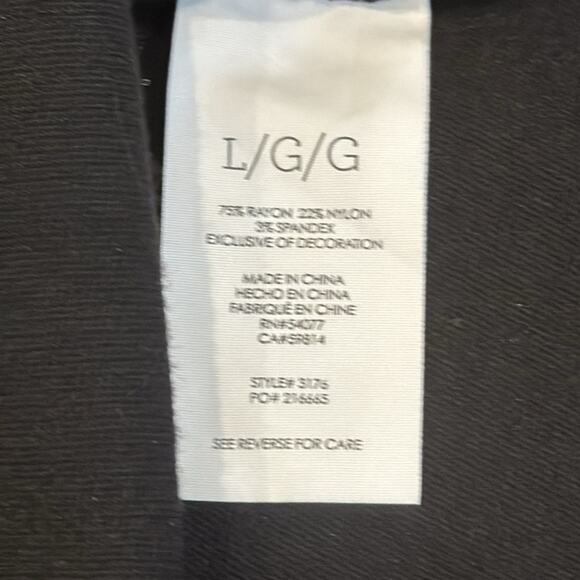 L/G/G
75% RAYON 22% NYLON
3% SPANDEX
EXCLUSIVE OF DECORATION
MADE IN CHINA
HECHO EN CHINA
FABRIQUÉ EN CHINE
RN#54077
CA#59814
STYLE# 3176
PO# 216665
SEE REVERSE FOR CARE